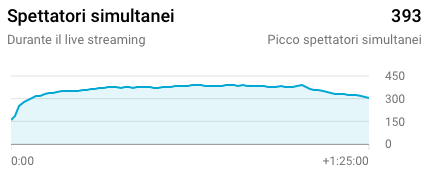 Spettatori simultanei 393
Durante il live streaming Picco spettatori simultanei
450
300
150
0
0:00 +1:25:00